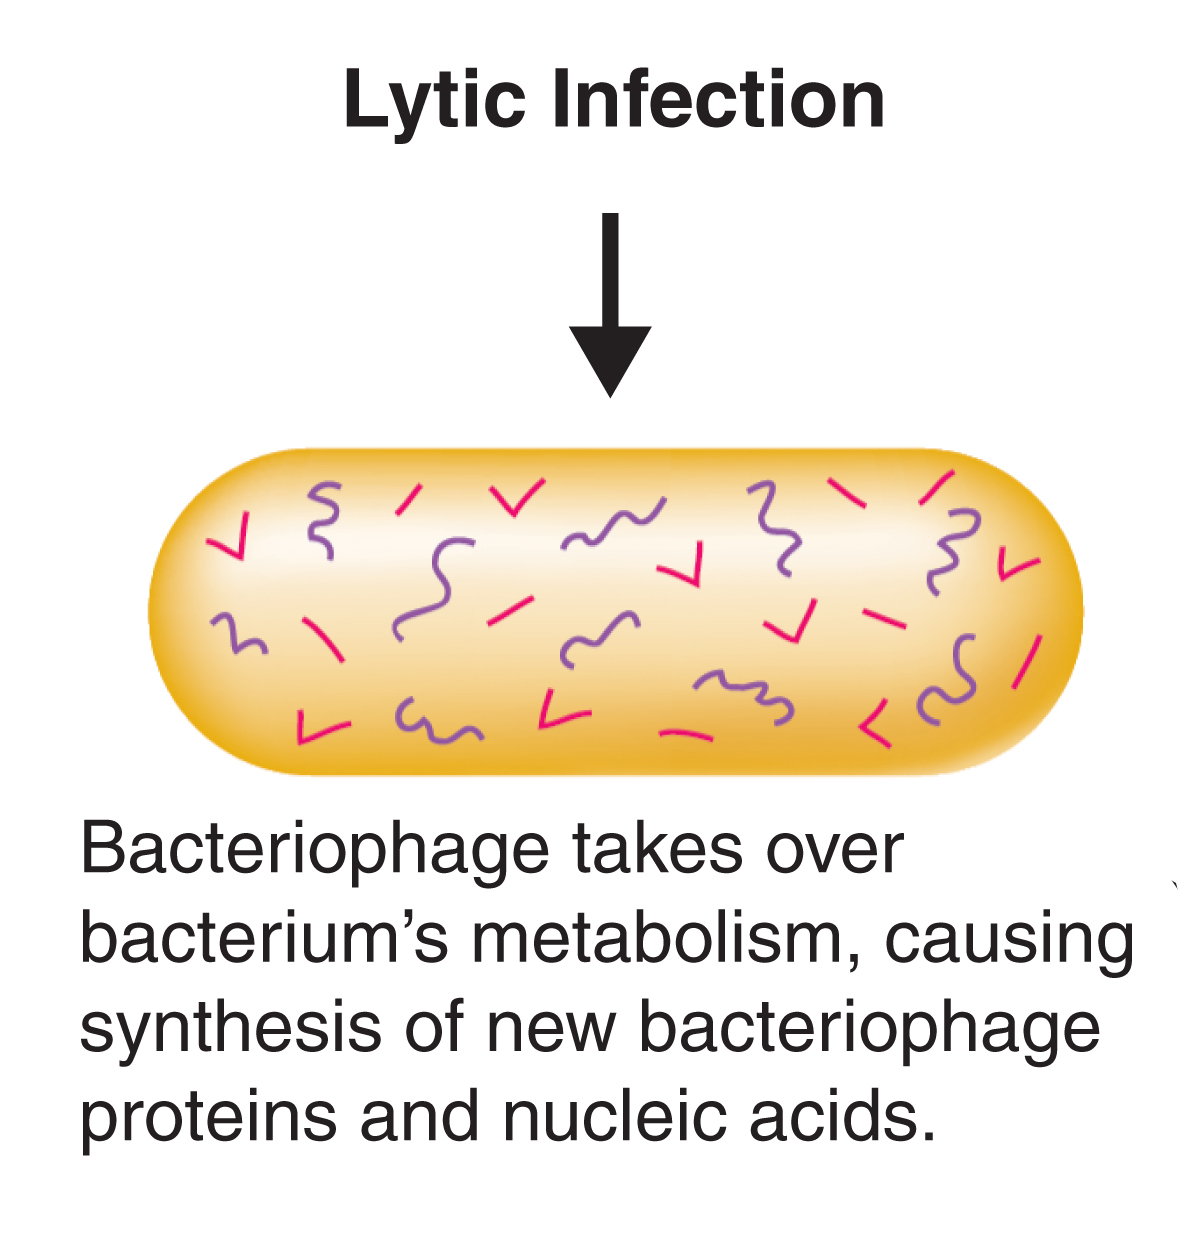 Lytic Infection
Bacteriophage takes over
bacterium’s metabolism, causing
synthesis of new bacteriophage
proteins and nucleic acids.